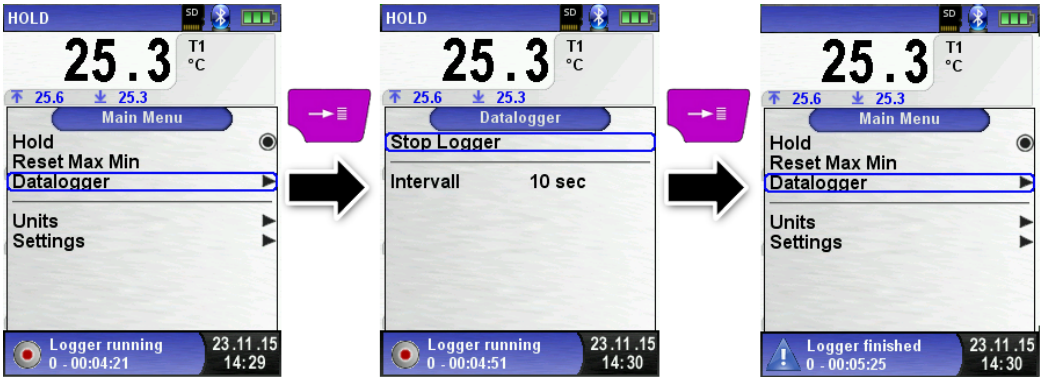 HOLD
SD
25.3
T1
°C
25.6 25.3
Main Menu
Hold
Reset Max Min
Datalogger
Units
Settings
Logger running
0 - 00:04:21
23.11.15
14:29
HOLD
SD
25.3
T1
°C
25.6 25.3
Datalogger
Stop Logger
Intervall 10 sec
Logger running
0 - 00:04:51
23.11.15
14:30
SD
25.3
T1
°C
25.6 25.3
Main Menu
Hold
Reset Max Min
Datalogger
Units
Settings
Logger finished
0 - 00:05:25
23.11.15
14:30